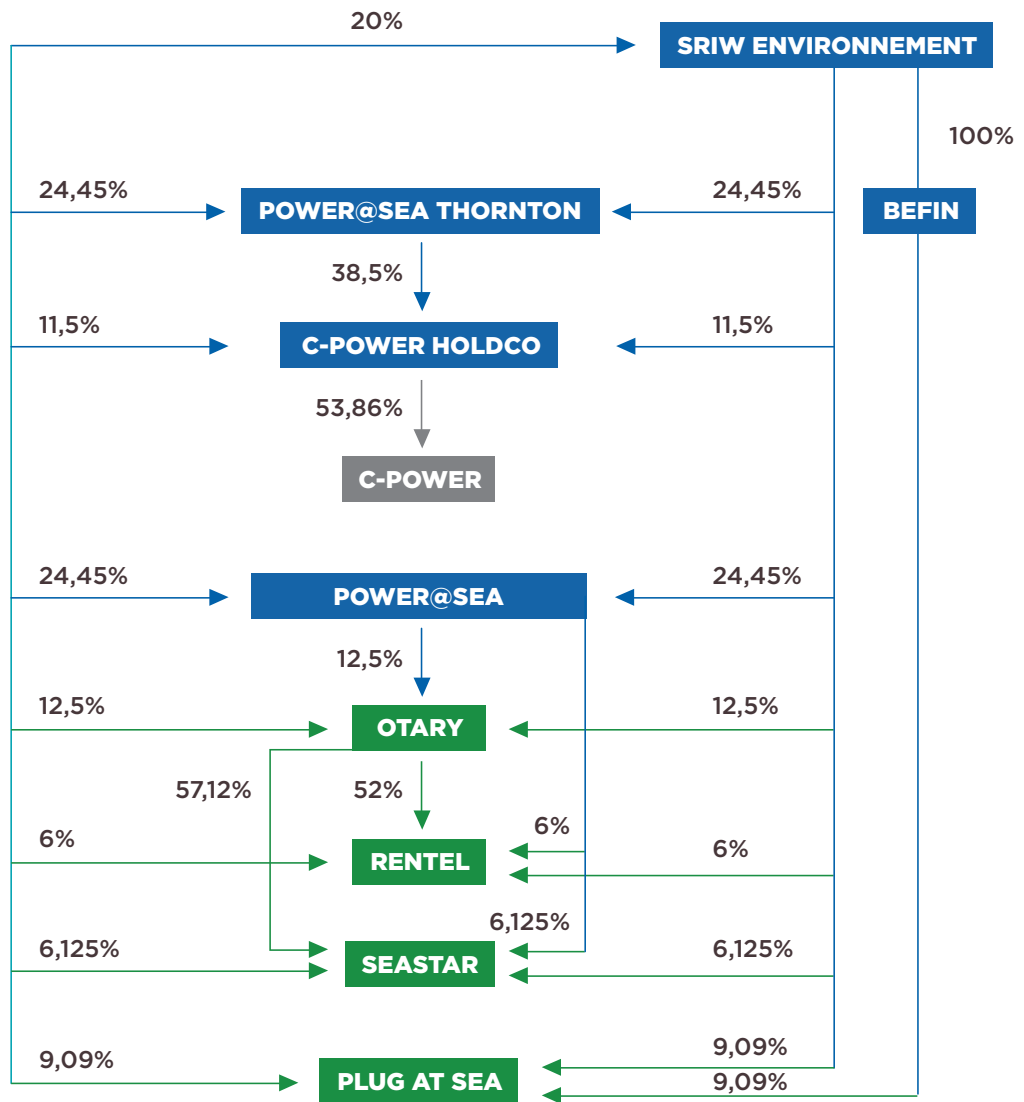 20%
SRIW ENVIRONNEMENT
100%
24,45%
24,45%
POWER@SEA THORNTON
BEFIN
38,5%
11,5%
11,5%
C-POWER HOLDCO
53,86%
C-POWER
24,45%
24,45%
POWER@SEA
12,5%
12,5%
12,5%
OTARY
57,12%
52%
6%
6%
6%
RENTEL
6,125%
6,125%
6,125%
SEASTAR
9,09%
9,09%
PLUG AT SEA
9,09%